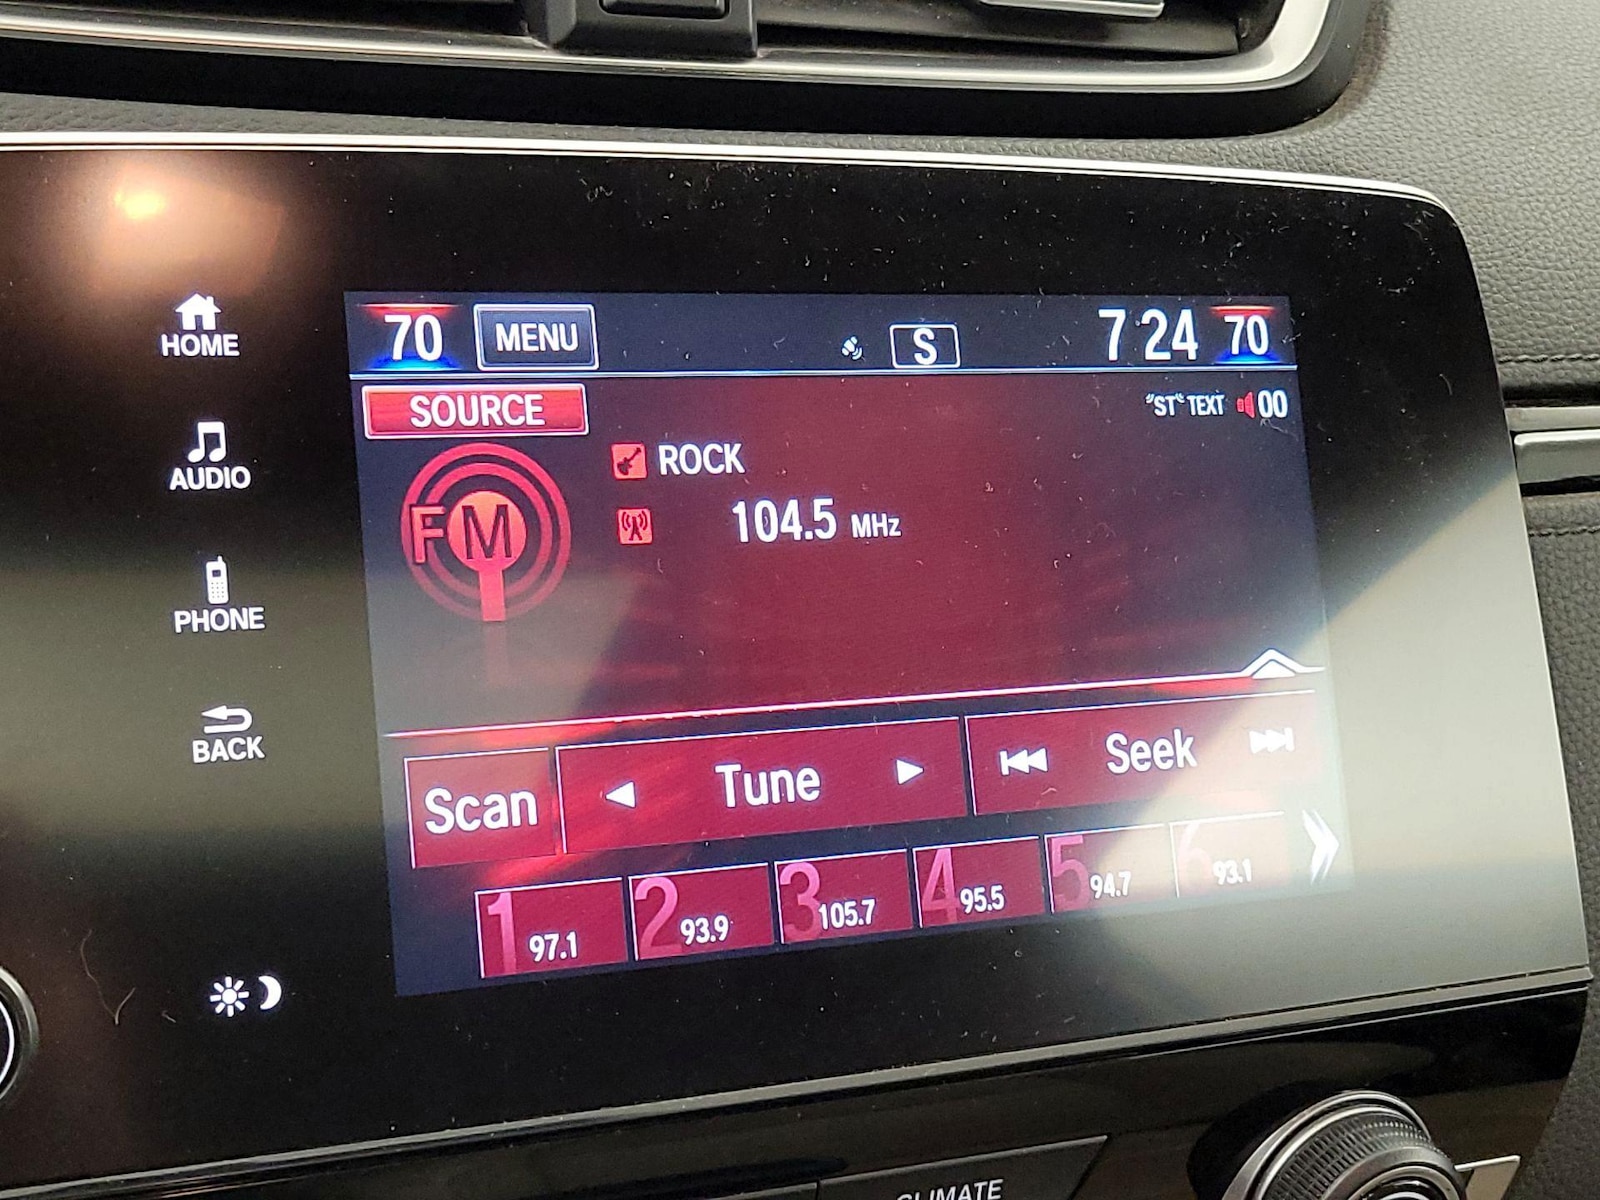 HOME
AUDIO
PHONE
BACK
70 MENU S 7:24 70
SOURCE "ST" TEXT 00
FM
ROCK
104.5 MHz
Scan Tune Seek
1 97.1 2 93.9 3 105.7 4 95.5 5 94.7 6 93.1
CLIMATE